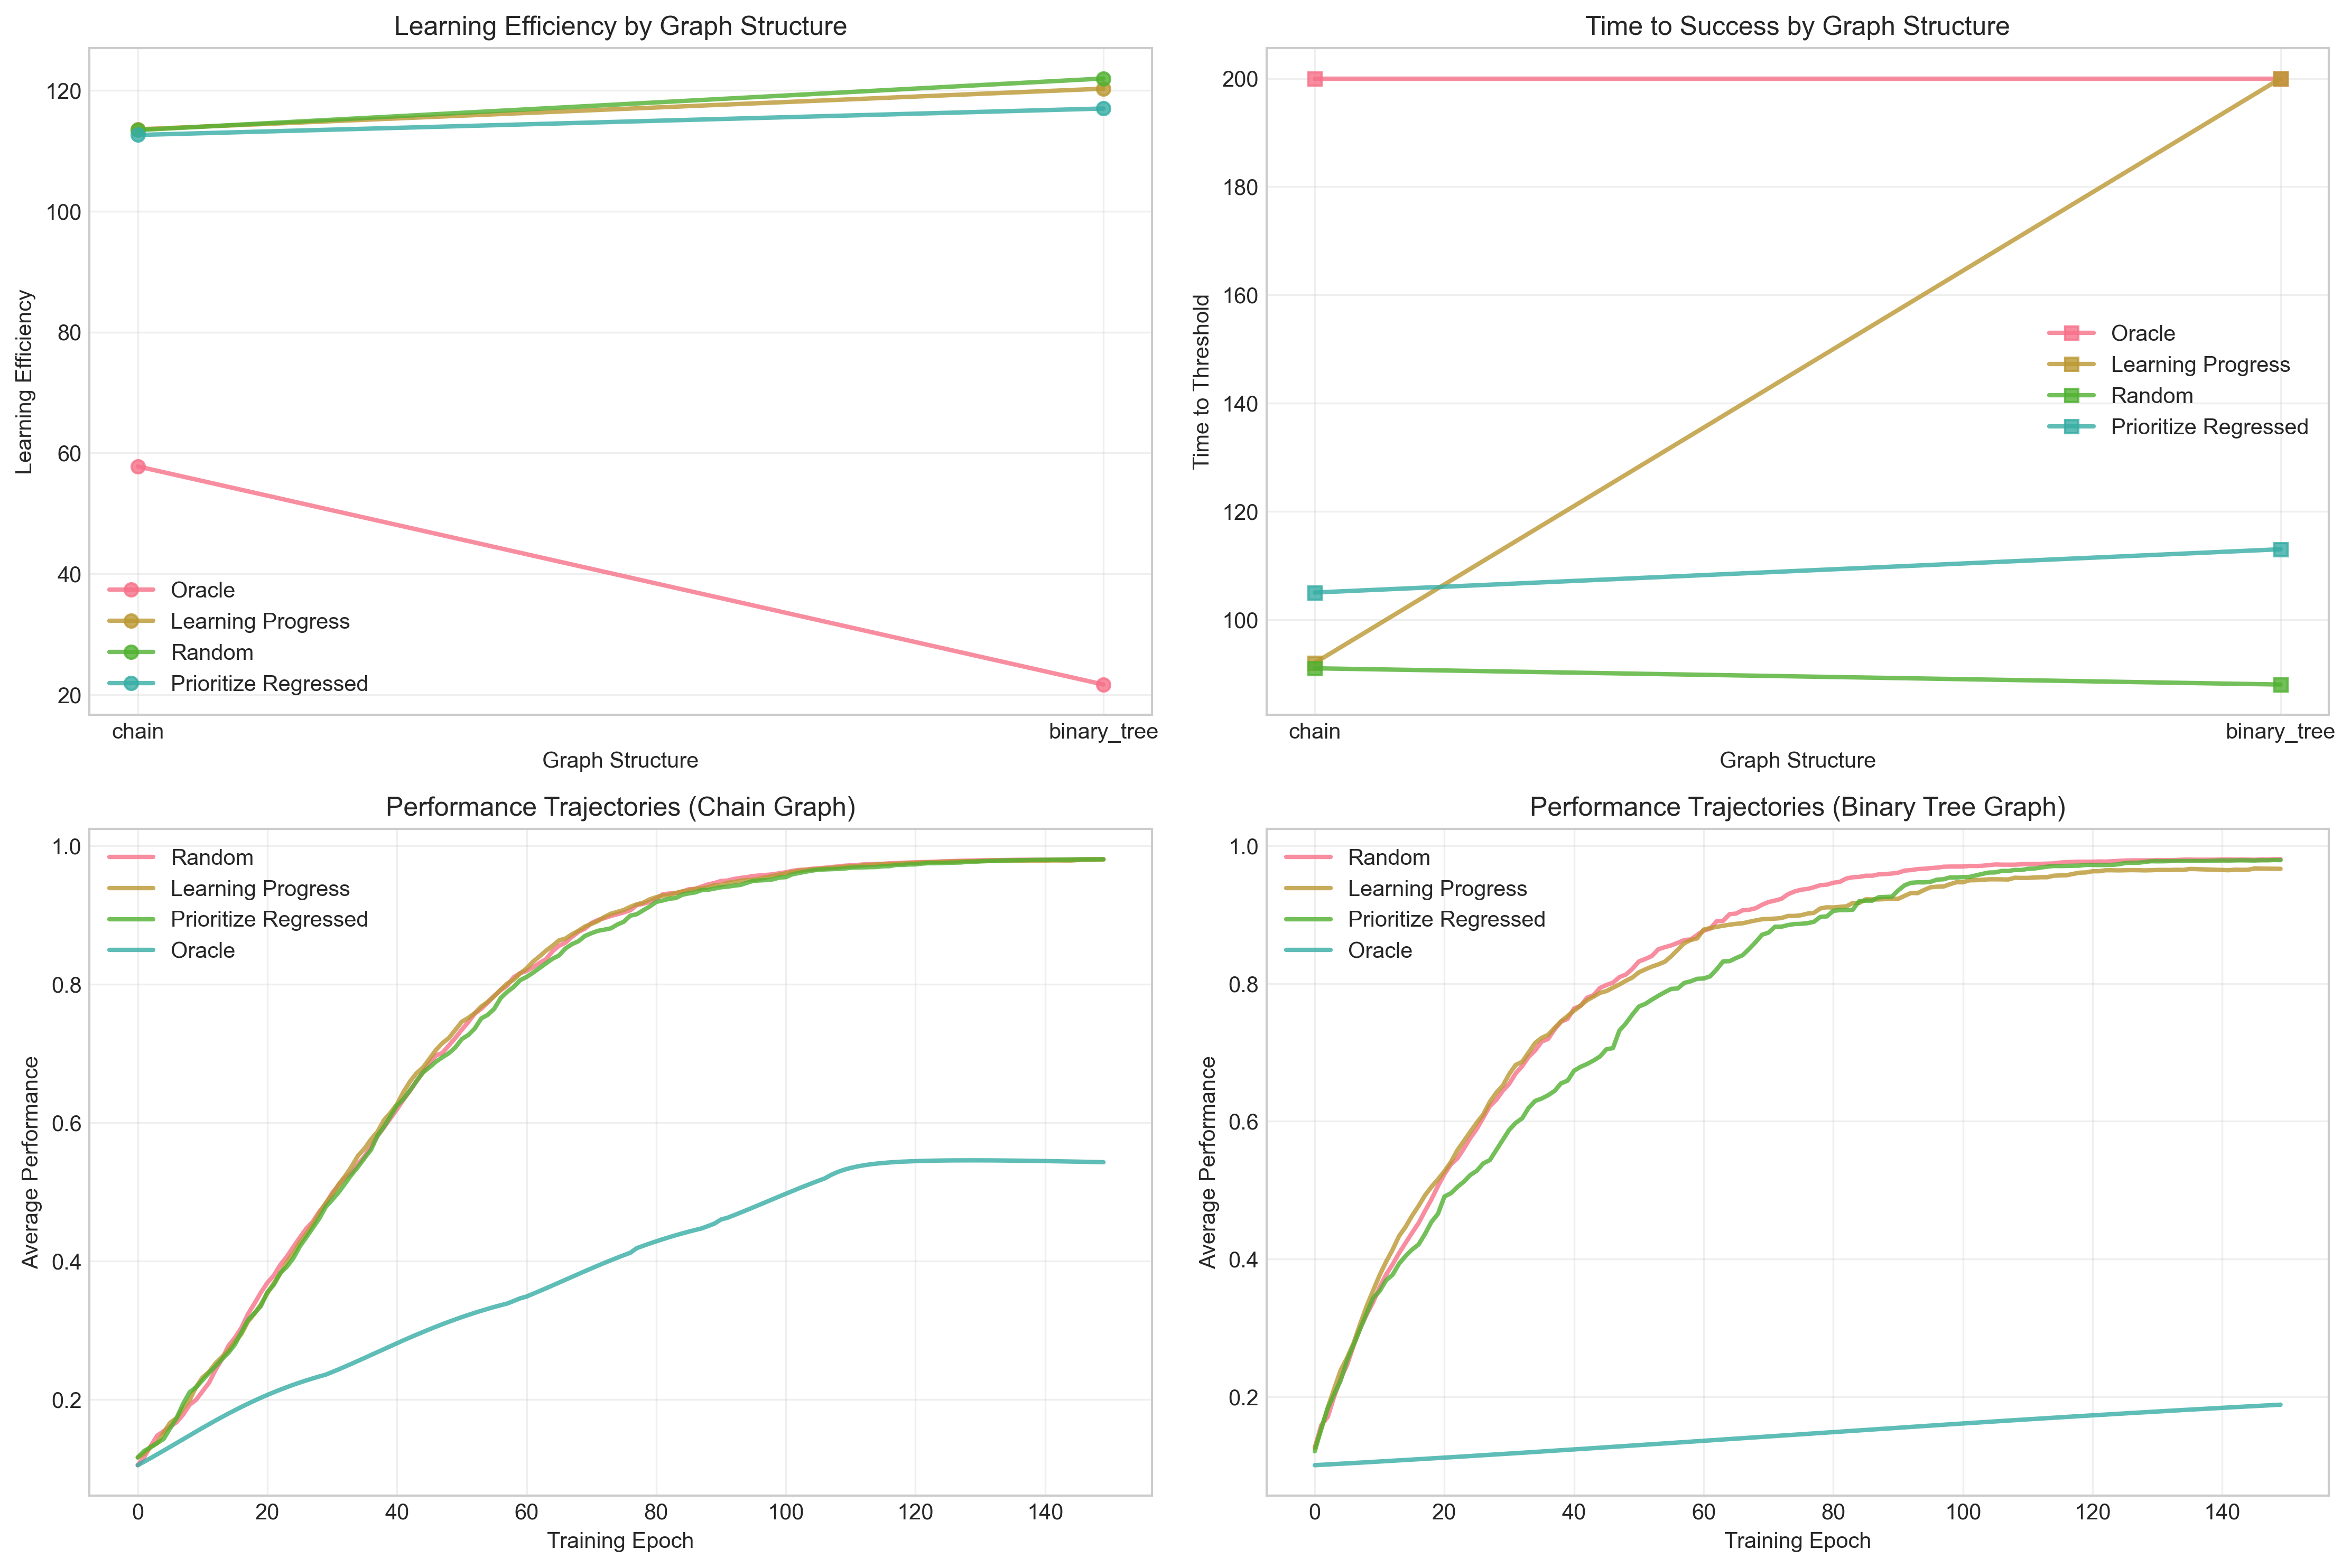 Learning Efficiency by Graph Structure
120
100
80
60
40
20
Learning Efficiency
Oracle
Learning Progress
Random
Prioritize Regressed
chain
binary_tree
Graph Structure
Time to Success by Graph Structure
200
180
160
140
120
100
Time to Threshold
Oracle
Learning Progress
Random
Prioritize Regressed
chain
binary_tree
Graph Structure
Performance Trajectories (Chain Graph)
1.0
0.8
0.6
0.4
0.2
Average Performance
Random
Learning Progress
Prioritize Regressed
Oracle
0 20 40 60 80 100 120 140
Training Epoch
Performance Trajectories (Binary Tree Graph)
1.0
0.8
0.6
0.4
0.2
Average Performance
Random
Learning Progress
Prioritize Regressed
Oracle
0 20 40 60 80 100 120 140
Training Epoch